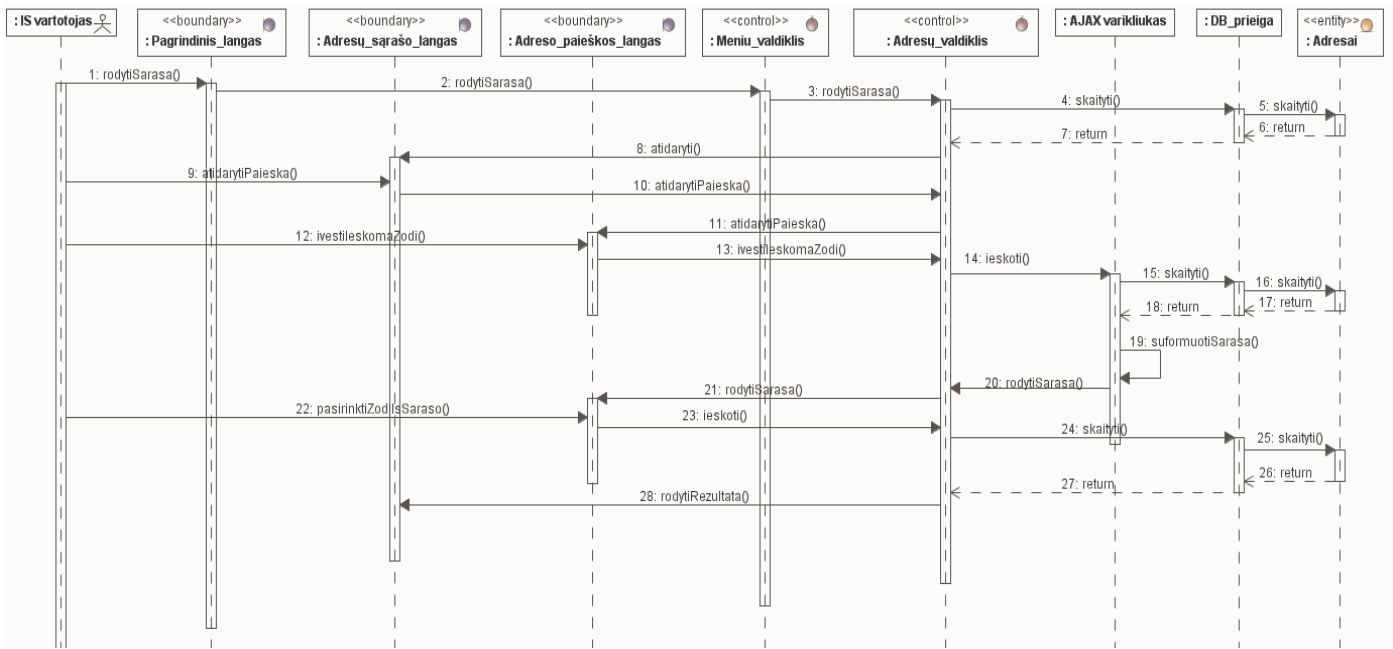 : IS vartotojas
<<boundary>>
: Pagrindinis_langas
<<boundary>>
: Adresų_sąrašo_langas
<<boundary>>
: Adreso_paieškos_langas
<<control>>
: Meniu_valdiklis
<<control>>
: Adresų_valdiklis
: AJAX varikliukas
: DB_prieiga
<<entity>>
: Adresai
1: rodytiSarasa()
2: rodytiSarasa()
3: rodytiSarasa()
4: skaityti()
5: skaityti()
6: return
7: return
8: atidaryti()
9: atidarytiPaieska()
10: atidarytiPaieska()
11: atidarytiPaieska()
12: ivestiIeskomaZodi()
13: ivestiIeskomaZodi()
14: ieskoti()
15: skaityti()
16: skaityti()
17: return
18: return
19: suformuotiSarasa()
20: rodytiSarasa()
21: rodytiSarasa()
22: pasirinktiZodiIsSaraso()
23: ieskoti()
24: skaityti()
25: skaityti()
26: return
27: return
28: rodytiRezultata()